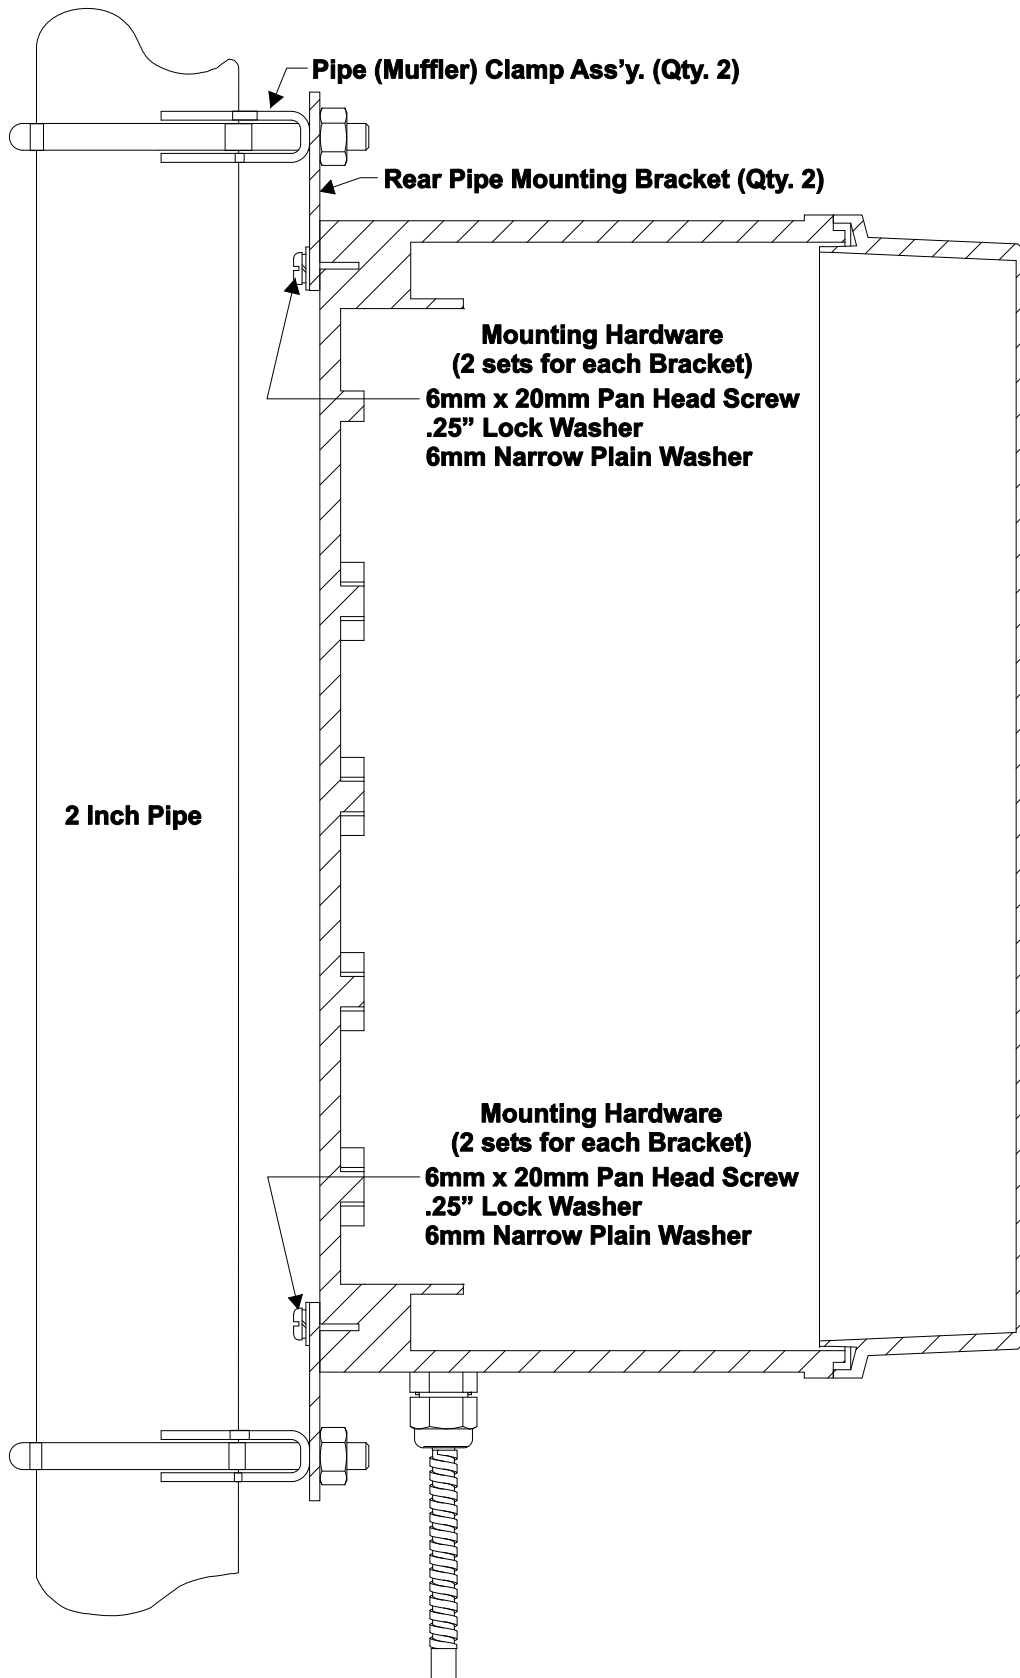 Pipe (Muffler) Clamp Ass’y. (Qty. 2)
Rear Pipe Mounting Bracket (Qty. 2)
Mounting Hardware
(2 sets for each Bracket)
6mm x 20mm Pan Head Screw
.25” Lock Washer
6mm Narrow Plain Washer
2 Inch Pipe
Mounting Hardware
(2 sets for each Bracket)
6mm x 20mm Pan Head Screw
.25” Lock Washer
6mm Narrow Plain Washer